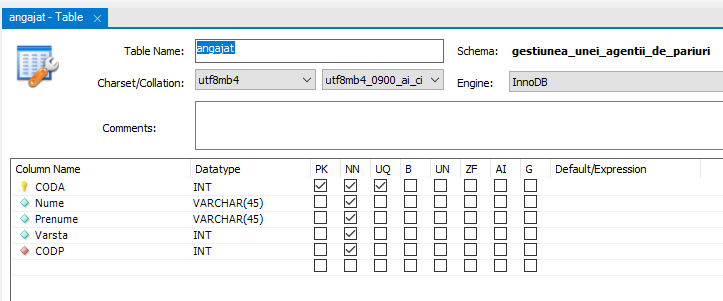 angajat - Table ×
Table Name: angajat Schema: gestiunea_unei_agentii_de_pariuri
Charset/Collation: utf8mb4 utf8mb4_0900_ai_ci Engine: InnoDB
Comments:
Column Name Datatype PK NN UQ B UN ZF AI G Default/Expression
CODA INT
Nume VARCHAR(45)
Prenume VARCHAR(45)
Varsta INT
CODP INT